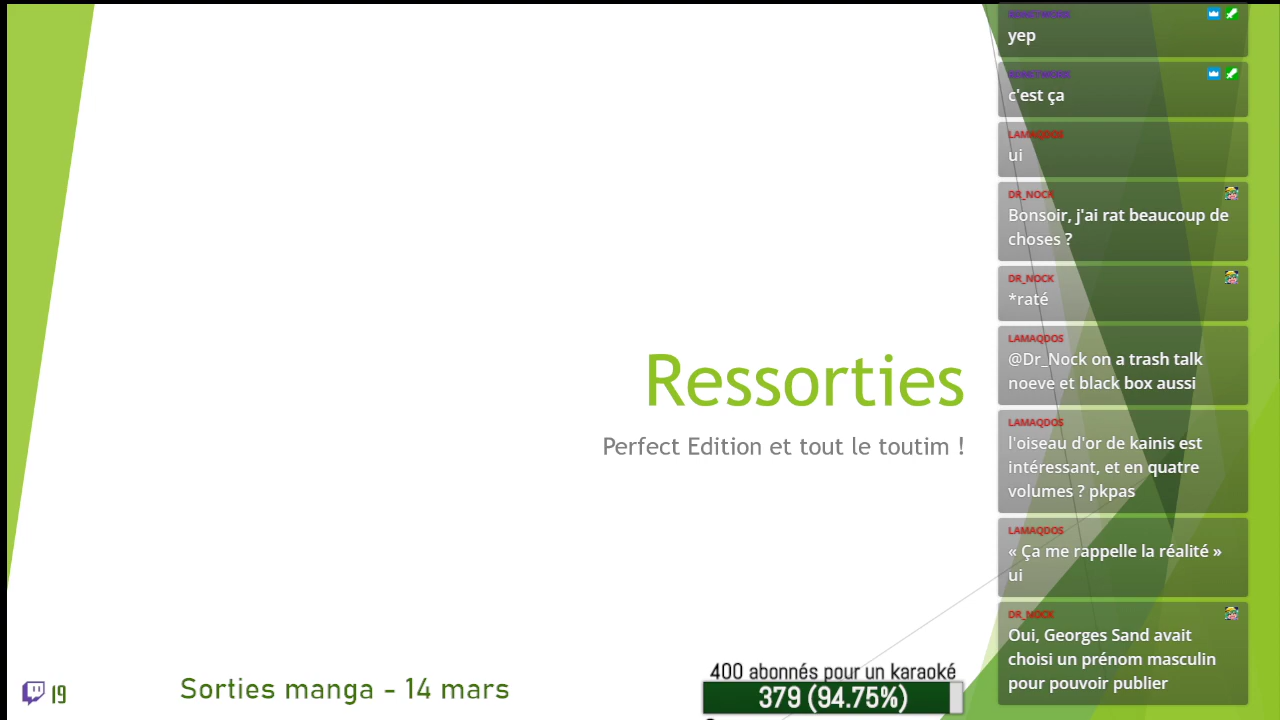 yep
c'est ça
LAMAQDOS
ui
DR_NOCK
Bonsoir, j'ai rat beaucoup de
choses ?
DR_NOCK
*raté
LAMAQDOS
@Dr_Nock on a trash talk
noeve et black box aussi
LAMAQDOS
l'oiseau d'or de kainis est
intéressant, et en quatre
volumes ? pkpas
LAMAQDOS
« Ça me rappelle la réalité »
ui
DR_NOCK
Oui, Georges Sand avait
choisi un prénom masculin
pour pouvoir publier
Ressorties
Perfect Edition et tout le toutim !
19
Sorties manga - 14 mars
400 abonnés pour un karaoké
379 (94.75%)